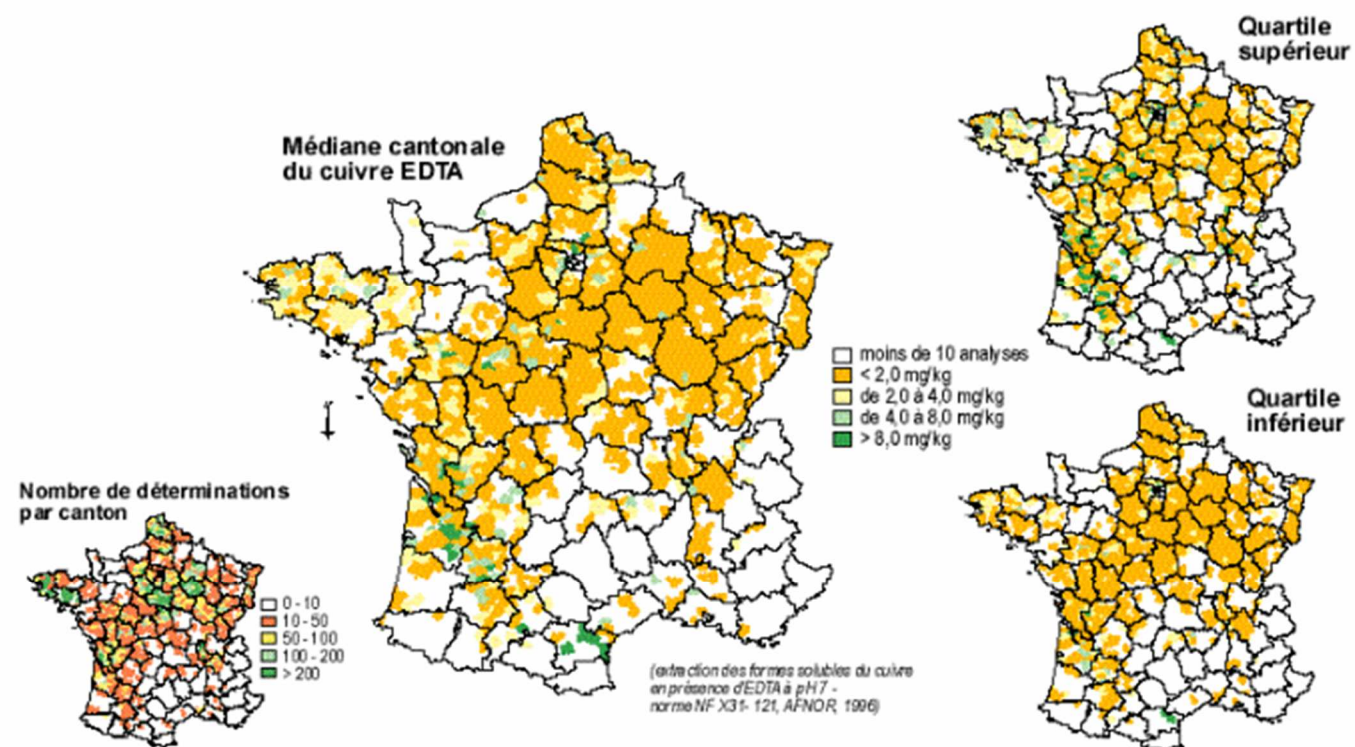 Médiane cantonale
du cuivre EDTA
Quartile
supérieur
moins de 10 analyses
< 2,0 mg/kg
de 2,0 à 4,0 mg/kg
de 4,0 à 8,0 mg/kg
> 8,0 mg/kg
Quartile
inférieur
Nombre de déterminations
par canton
0 - 10
10 - 50
50 - 100
100 - 200
> 200
(extraction des formes solubles du cuivre
en présence d'EDTA à pH 7 -
norme NF X31- 121, AFNOR, 1996)